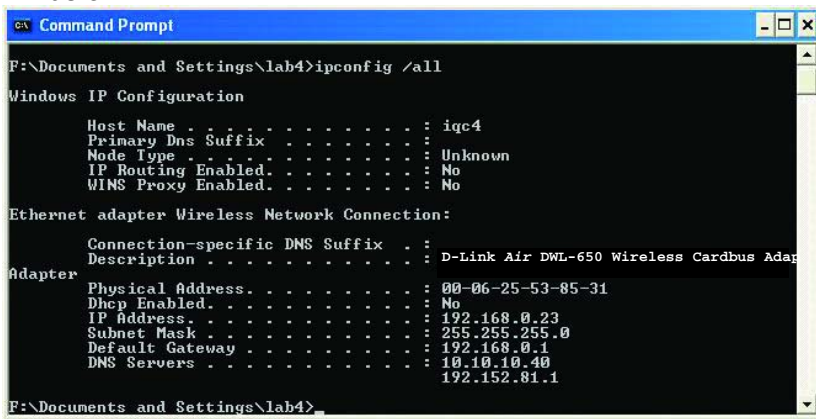 Command Prompt
F:\Documents and Settings\lab4>ipconfig /all
Windows IP Configuration
Host Name . . . . . . . . . . . . : iqc4
Primary Dns Suffix  . . . . . . . :
Node Type . . . . . . . . . . . . : Unknown
IP Routing Enabled. . . . . . . . : No
WINS Proxy Enabled. . . . . . . . : No
Ethernet adapter Wireless Network Connection:
Connection-specific DNS Suffix  . :
Description . . . . . . . . . . . : D-Link Air DWL-650 Wireless Cardbus Adap
Adapter
Physical Address. . . . . . . . . : 00-06-25-53-85-31
Dhcp Enabled. . . . . . . . . . . : No
IP Address. . . . . . . . . . . . : 192.168.0.23
Subnet Mask . . . . . . . . . . . : 255.255.255.0
Default Gateway . . . . . . . . . : 192.168.0.1
DNS Servers . . . . . . . . . . . : 10.10.10.40
192.152.81.1
F:\Documents and Settings\lab4>_